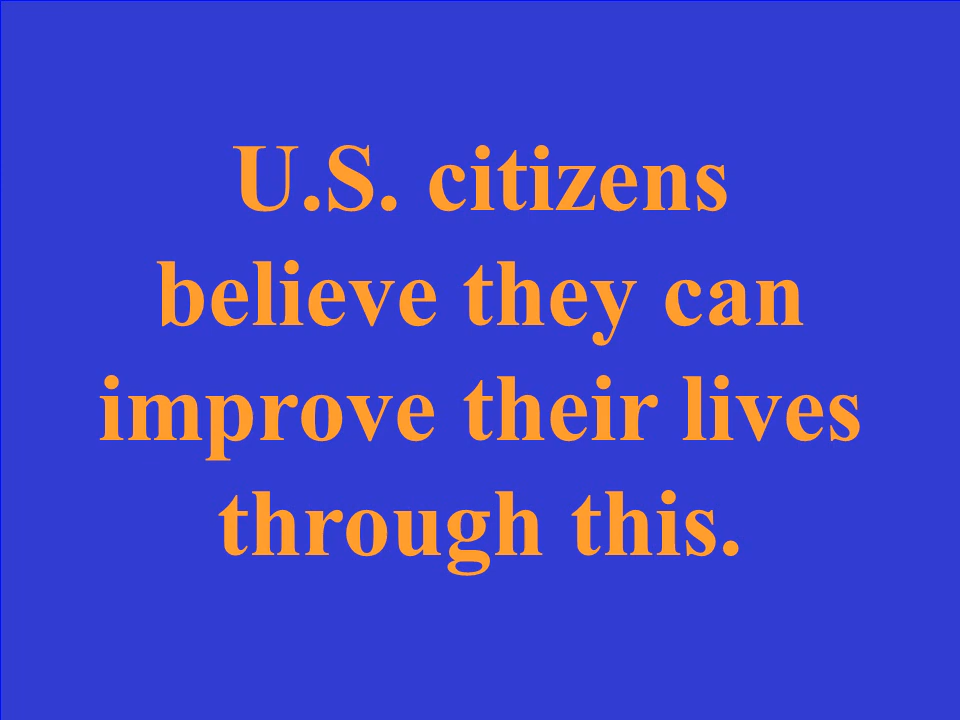 U.S. citizens
believe they can
improve their lives
through this.